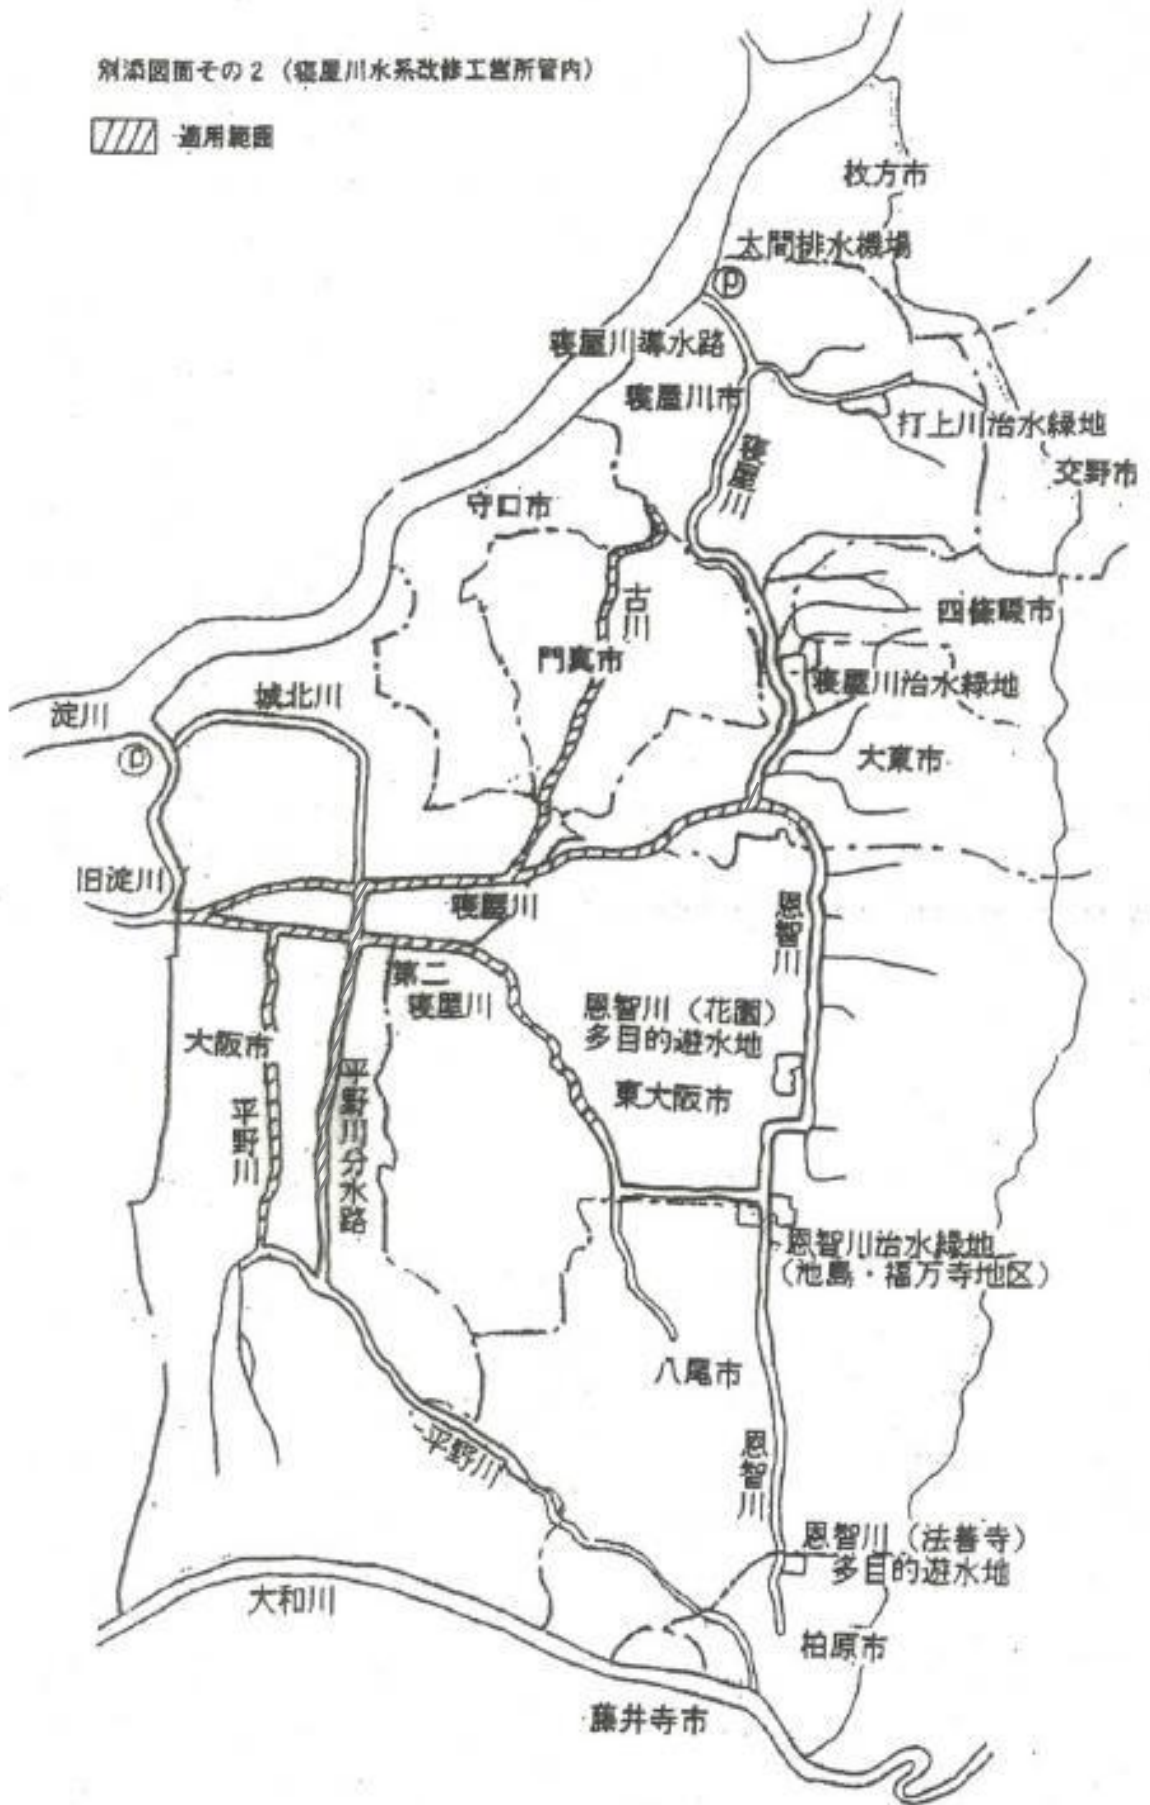 別添図面その2（寝屋川水系改修工営所管内）
適用範囲
枚方市
太間排水機場
P
寝屋川導水路
寝屋川市
打上川治水緑地
寝屋川
交野市
守口市
古川
四條畷市
門真市
寝屋川治水緑地
城北川
淀川
P
大東市
旧淀川
寝屋川
恩智川
第二
寝屋川
恩智川（花園）
多目的遊水地
大阪市
東大阪市
平野川
平野川分水路
恩智川治水緑地
（池島・福万寺地区）
八尾市
平野川
恩智川
恩智川（法善寺）
多目的遊水地
大和川
柏原市
藤井寺市